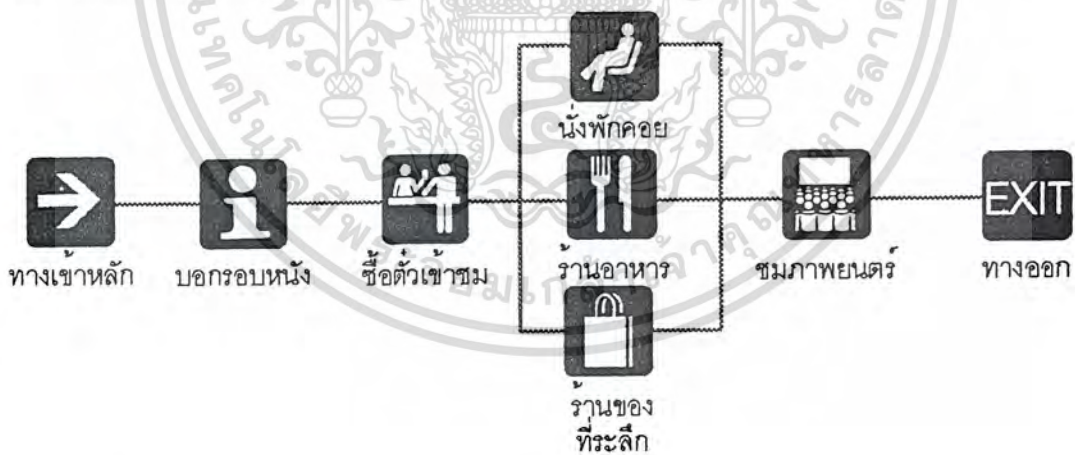 นั่งพักคอย
EXIT
ทางเข้าหลัก
บอกรอบหนัง
ซื้อตั๋วเข้าชม
ร้านอาหาร
ชมภาพยนตร์
ทางออก
ร้านของ
ที่ระลึก